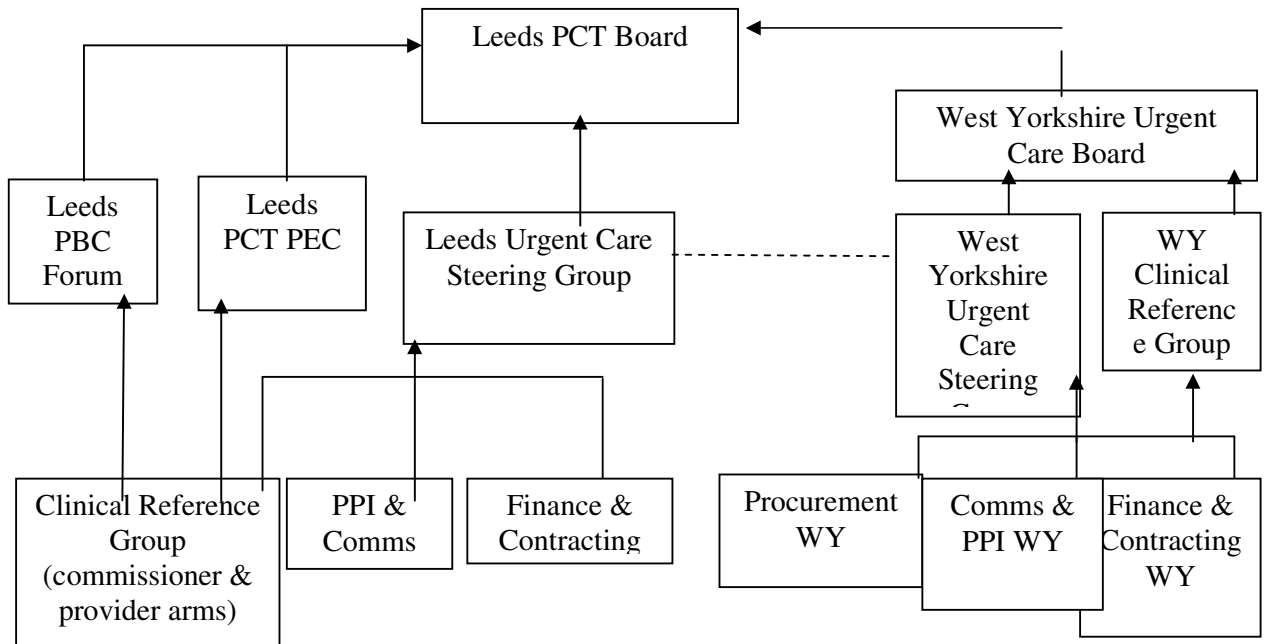 Leeds PCT Board
West Yorkshire Urgent
Care Board
Leeds
PBC
Forum
Leeds
PCT PEC
Leeds Urgent Care
Steering Group
West
Yorkshire
Urgent
Care
Steering
WY
Clinical
Referenc
e Group
Clinical Reference
Group
(commissioner &
provider arms)
PPI &
Comms
Finance &
Contracting
Procurement
WY
Comms &
PPI WY
Finance &
Contracting
WY